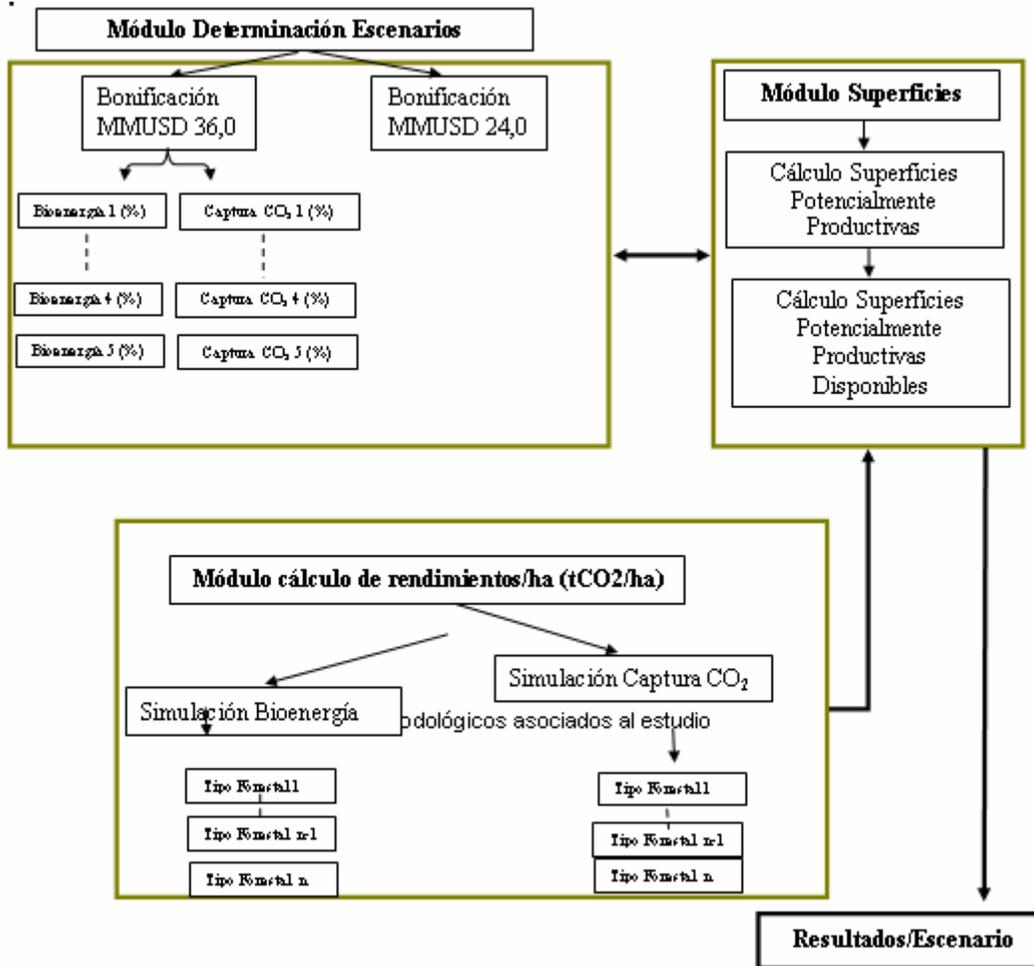 Módulo Determinación Escenarios
Bonificación
MMUSD 36,0
Bonificación
MMUSD 24,0
Bioenergía 1 (%)
Captura CO2 1 (%)
Bioenergía 4 (%)
Captura CO2 4 (%)
Bioenergía 5 (%)
Captura CO2 5 (%)
Módulo Superficies
Cálculo Superficies
Potencialmente
Productivas
Cálculo Superficies
Potencialmente
Productivas
Disponibles
Módulo cálculo de rendimientos/ha (tCO2/ha)
Simulación Bioenergía
Simulación Captura CO2
odológicos asociados al estudio
Tipo Forestal 1
Tipo Forestal n-1
Tipo Forestal n
Tipo Forestal 1
Tipo Forestal n-1
Tipo Forestal n
Resultados/Escenario